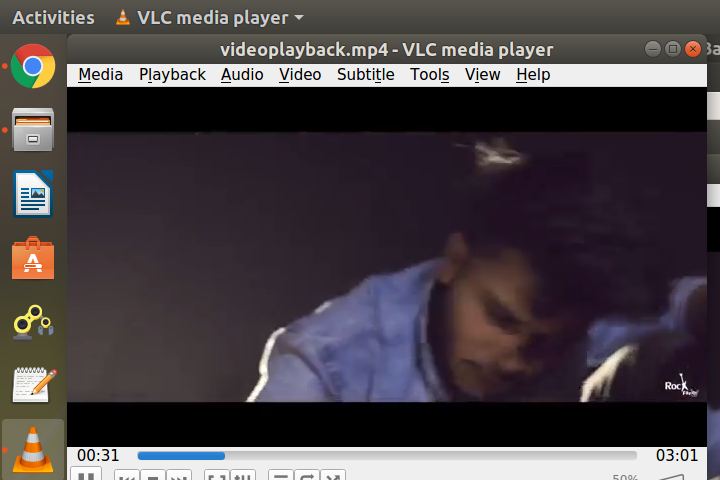 Activities VLC media player
videoplayback.mp4 - VLC media player
Media Playback Audio Video Subtitle Tools View Help
Rock
00:31 03:01
50%